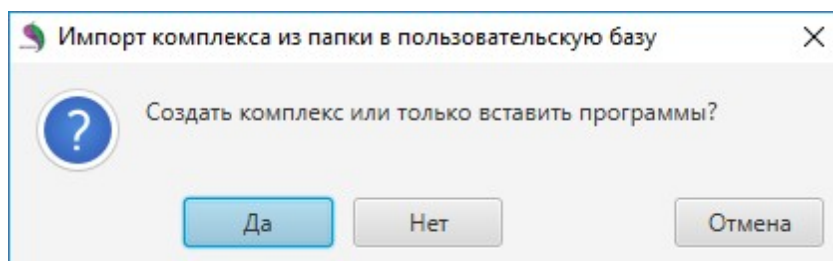 Импорт комплекса из папки в пользовательскую базу
Создать комплекс или только вставить программы?
Да Нет Отмена